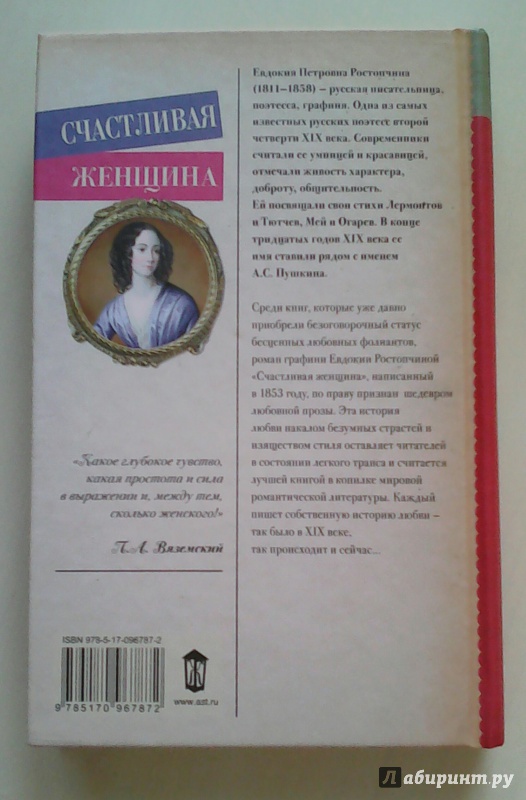 СЧАСТЛИВАЯ
ЖЕНЩИНА
Евдокия Петровна Ростопчина
(1811–1858) – русская писательница,
поэтесса, графиня. Одна из самых
известных русских поэтесс второй
четверти XIX века. Современники
считали ее умницей и красавицей,
отмечали живость характера,
доброту, общительность.
Ей посвящали свои стихи Лермонтов
и Тютчев, Мей и Огарев. В конце
тридцатых годов XIX века ее
имя ставили рядом с именем
А.С. Пушкина.
Среди книг, которые уже давно
приобрели безоговорочный статус
бесценных любовных фолиантов,
роман графини Евдокии Ростопчиной
«Счастливая женщина», написанный
в 1853 году, по праву признан шедевром
любовной прозы. Эта история
любви накалом безумных страстей и
изяществом стиля оставляет читателей
в состоянии легкого транса и считается
лучшей книгой в копилке мировой
романтической литературы. Каждый
пишет собственную историю любви –
так было в XIX веке,
так происходит и сейчас...
«Какое глубокое чувство,
какая простота и сила
в выражении и, между тем,
сколько женского!»
П.А. Вяземский
ISBN 978-5-17-096787-2
9 785170 967872
www.ast.ru
Лабиринт.ру